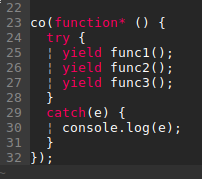 22
23 co(function* () {
24   try {
25   ¦ yield func1();
26   ¦ yield func2();
27   ¦ yield func3();
28   }
29   catch(e) {
30   ¦ console.log(e);
31   }
32 });
~